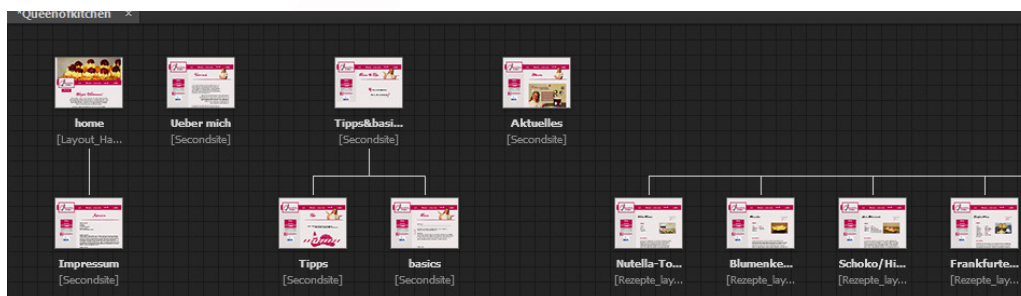 *Queenofkitchen ×
home
[Layout_Ha...
Ueber mich
[Secondsite]
Tipps&basi...
[Secondsite]
Aktuelles
[Secondsite]
Impressum
[Secondsite]
Tipps
[Secondsite]
basics
[Secondsite]
Nutella-To...
[Rezepte_lay...
Blumenke...
[Rezepte_lay...
Schoko/Hi...
[Rezepte_lay...
Frankfurte...
[Rezepte_lay...